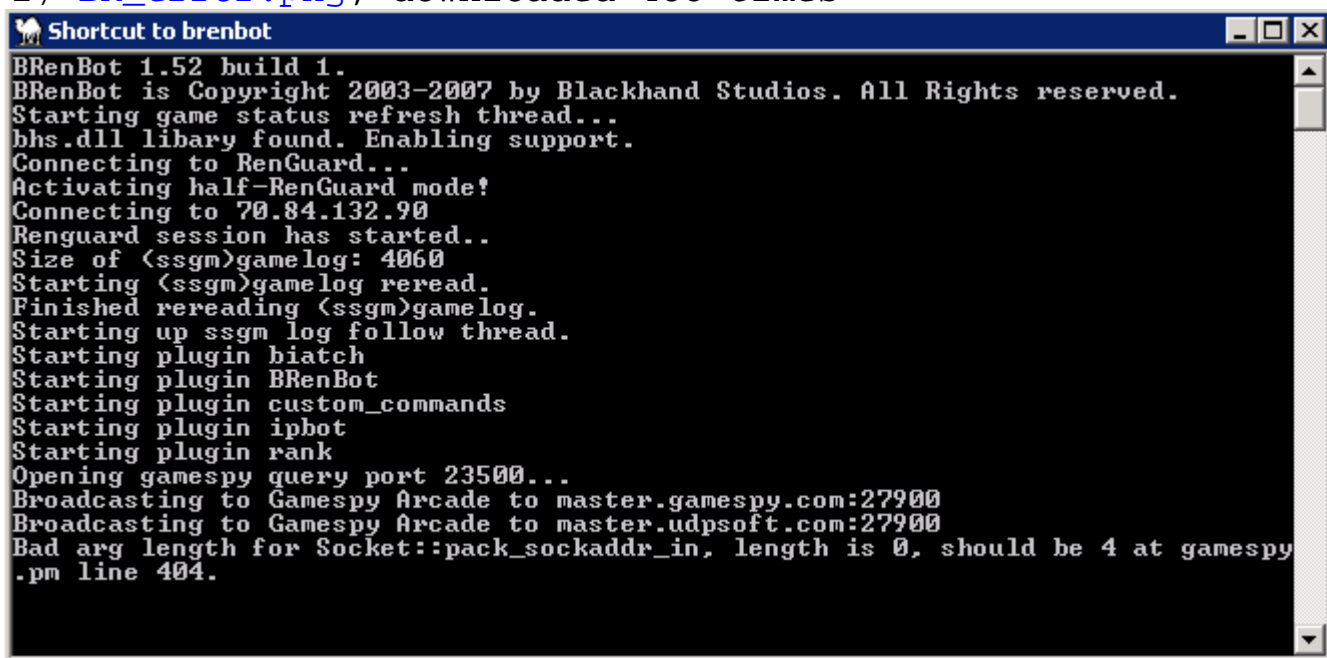 Shortcut to brenbot
BRenBot 1.52 build 1.
BRenBot is Copyright 2003-2007 by Blackhand Studios. All Rights reserved.
Starting game status refresh thread...
bhs.dll libary found. Enabling support.
Connecting to RenGuard...
Activating half-RenGuard mode!
Connecting to 70.84.132.90
Renguard session has started..
Size of (ssgm)gamelog: 4060
Starting (ssgm)gamelog reread.
Finished rereading (ssgm)gamelog.
Starting up ssgm log follow thread.
Starting plugin biatch
Starting plugin BRenBot
Starting plugin custom_commands
Starting plugin ipbot
Starting plugin rank
Opening gamespy query port 23500...
Broadcasting to Gamespy Arcade to master.gamespy.com:27900
Broadcasting to Gamespy Arcade to master.udpsoft.com:27900
Bad arg length for Socket::pack_sockaddr_in, length is 0, should be 4 at gamespy
.pm line 404.